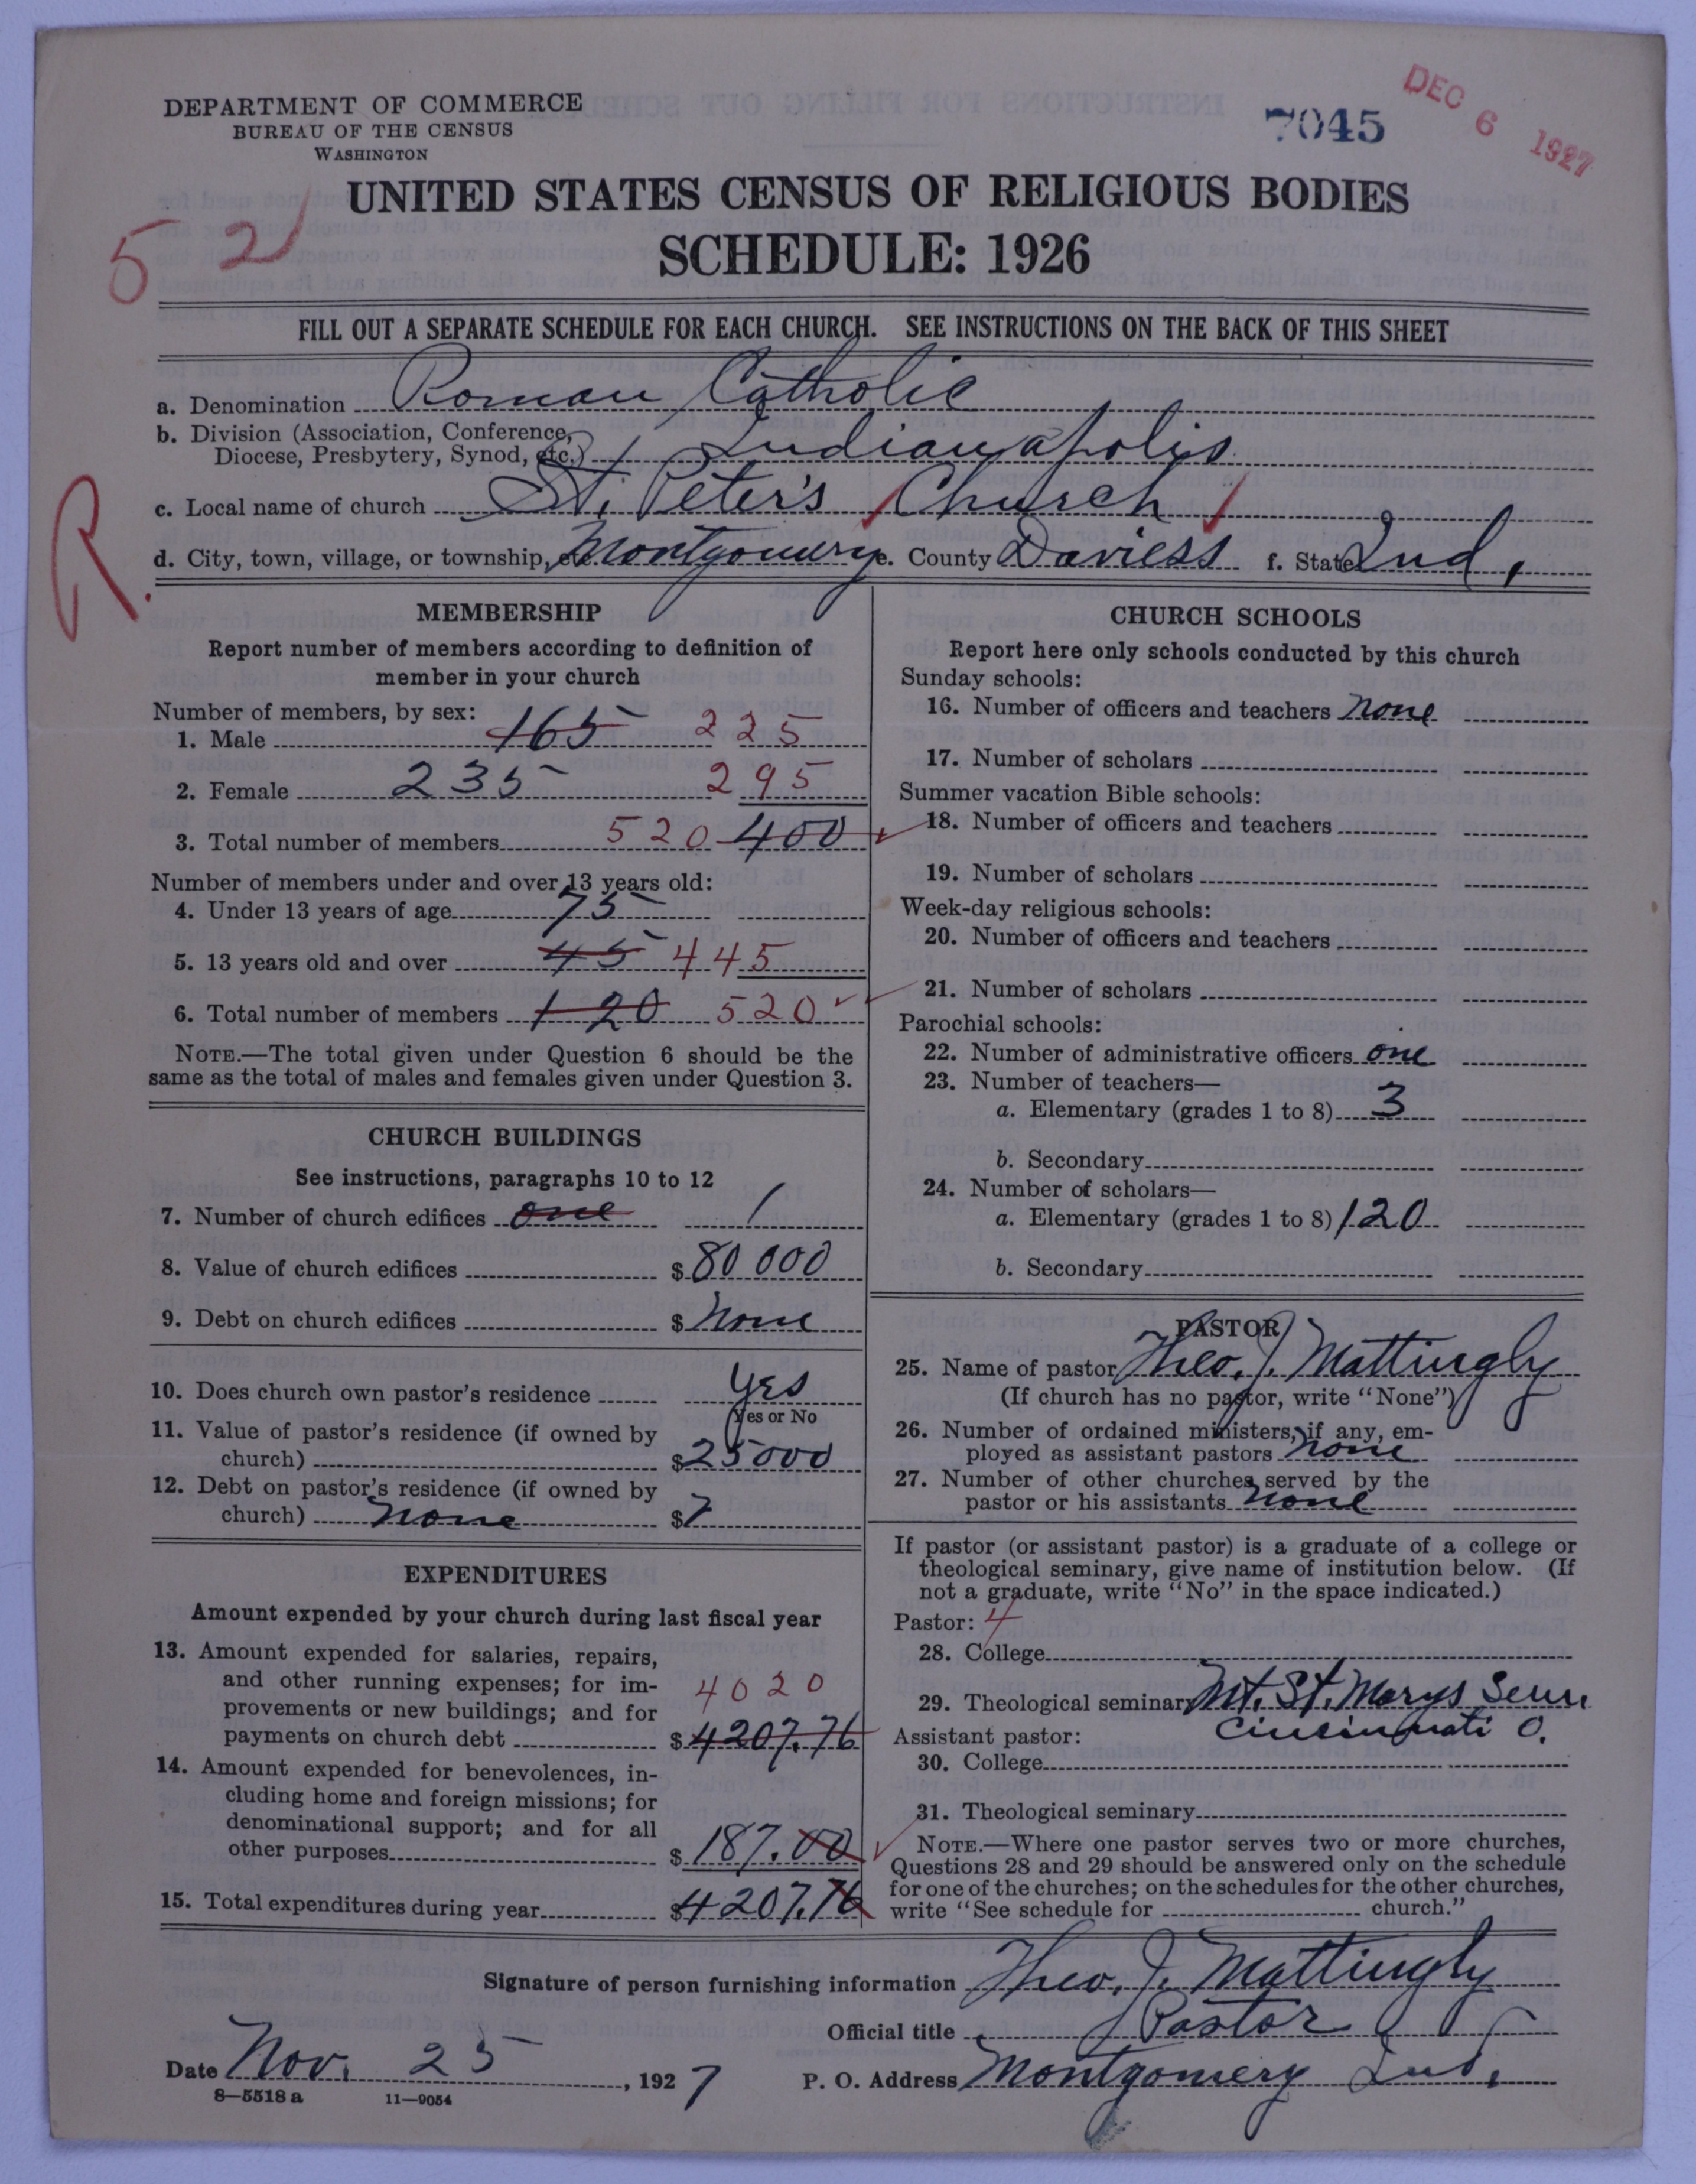 DEPARTMENT OF COMMERCE
BUREAU OF THE CENSUS
WASHINGTON
7045
DEC 6 1927
UNITED STATES CENSUS OF RELIGIOUS BODIES
SCHEDULE: 1926
52
FILL OUT A SEPARATE SCHEDULE FOR EACH CHURCH. SEE INSTRUCTIONS ON THE BACK OF THIS SHEET
a. Denomination Roman Catholic
b. Division (Association, Conference,
Diocese, Presbytery, Synod, etc.) Indianapolis
c. Local name of church St. Peter's Church
d. City, town, village, or township, etc. Montgomery e. County Daviess f. State Ind.
R.
MEMBERSHIP
Report number of members according to definition of
member in your church
Number of members, by sex:
1. Male 165 225
2. Female 235 295
3. Total number of members 520 400
Number of members under and over 13 years old:
4. Under 13 years of age 75
5. 13 years old and over 45 445
6. Total number of members 120 520
NOTE.—The total given under Question 6 should be the
same as the total of males and females given under Question 3.
CHURCH BUILDINGS
See instructions, paragraphs 10 to 12
7. Number of church edifices one 1
8. Value of church edifices $ 80 000
9. Debt on church edifices $ None
10. Does church own pastor's residence yes
Yes or No
11. Value of pastor's residence (if owned by
church) $ 25000
12. Debt on pastor's residence (if owned by
church) none $
EXPENDITURES
Amount expended by your church during last fiscal year
13. Amount expended for salaries, repairs,
and other running expenses; for im-
provements or new buildings; and for
payments on church debt 4020 $ 4207.76
14. Amount expended for benevolences, in-
cluding home and foreign missions; for
denominational support; and for all
other purposes $ 187.00
15. Total expenditures during year $ 4207.76
CHURCH SCHOOLS
Report here only schools conducted by this church
Sunday schools:
16. Number of officers and teachers none
17. Number of scholars
Summer vacation Bible schools:
18. Number of officers and teachers
19. Number of scholars
Week-day religious schools:
20. Number of officers and teachers
21. Number of scholars
Parochial schools:
22. Number of administrative officers one
23. Number of teachers—
a. Elementary (grades 1 to 8) 3
b. Secondary
24. Number of scholars—
a. Elementary (grades 1 to 8) 120
b. Secondary
PASTOR
25. Name of pastor Theo. J. Mattingly
(If church has no pastor, write "None")
26. Number of ordained ministers, if any, em-
ployed as assistant pastors none
27. Number of other churches served by the
pastor or his assistants none
If pastor (or assistant pastor) is a graduate of a college or
theological seminary, give name of institution below. (If
not a graduate, write "No" in the space indicated.)
Pastor: 4
28. College
29. Theological seminary Mt. St. Marys Sem.
Cincinnati O.
Assistant pastor:
30. College
31. Theological seminary
NOTE.—Where one pastor serves two or more churches,
Questions 28 and 29 should be answered only on the schedule
for one of the churches; on the schedules for the other churches,
write "See schedule for church."
Signature of person furnishing information Theo. J. Mattingly
Official title Pastor
Date Nov. 25, 1927 P. O. Address Montgomery Ind.
8—5518 a 11—9054